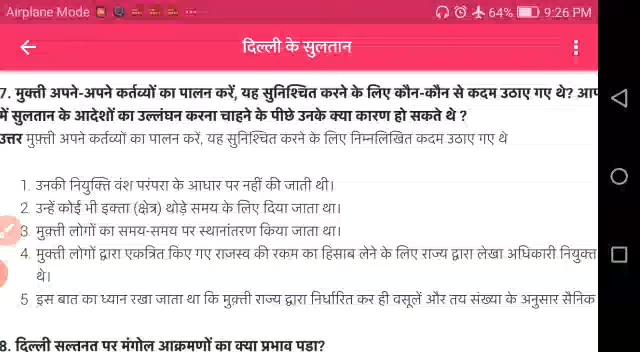 Airplane Mode 64% 9:26 PM
दिल्ली के सुलतान
7. मुक्ती अपने-अपने कर्तव्यों का पालन करें, यह सुनिश्चित करने के लिए कौन-कौन से कदम उठाए गए थे? आप
में सुलतान के आदेशों का उल्लंघन करना चाहने के पीछे उनके क्या कारण हो सकते थे ?
उत्तर मुफ़्ती अपने कर्तव्यों का पालन करें, यह सुनिश्चित करने के लिए निम्नलिखित कदम उठाए गए थे
1. उनकी नियुक्ति वंश परंपरा के आधार पर नहीं की जाती थी।
2. उन्हें कोई भी इक्ता (क्षेत्र) थोड़े समय के लिए दिया जाता था।
3. मुक़्ती लोगों का समय-समय पर स्थानांतरण किया जाता था।
4. मुक्ती लोगों द्वारा एकत्रित किए गए राजस्व की रकम का हिसाब लेने के लिए राज्य द्वारा लेखा अधिकारी नियुक्त
थे।
5. इस बात का ध्यान रखा जाता था कि मुक़्ती राज्य द्वारा निर्धारित कर ही वसूलें और तय संख्या के अनुसार सैनिक
8. दिल्ली सल्तनत पर मंगोल आक्रमणों का क्या प्रभाव पड़ा?